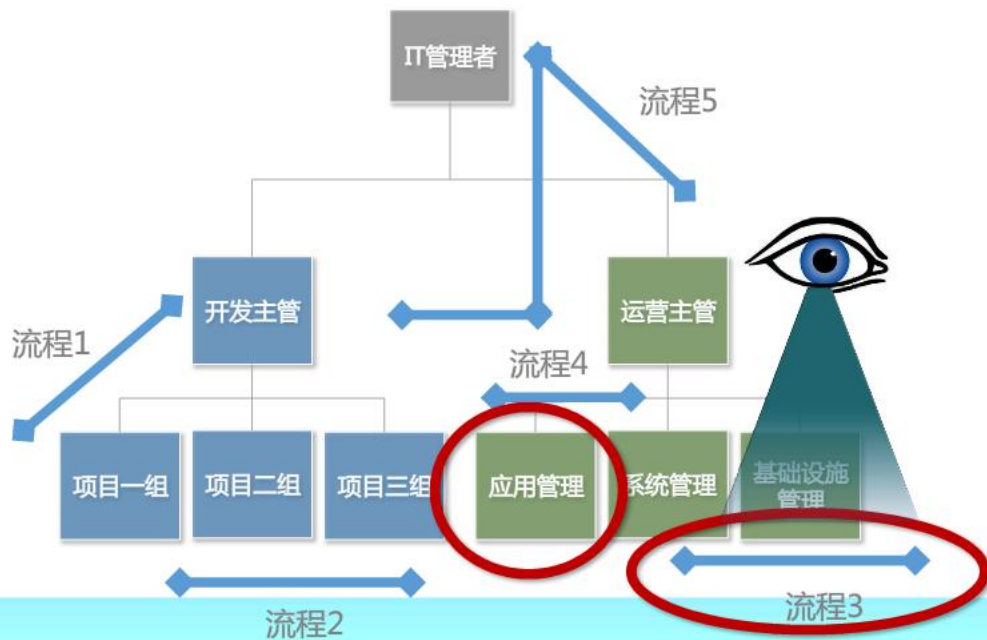 IT管理者
流程5
开发主管
运营主管
流程1
流程4
项目一组
项目二组
项目三组
应用管理
系统管理
基础设施
管理
流程2
流程3